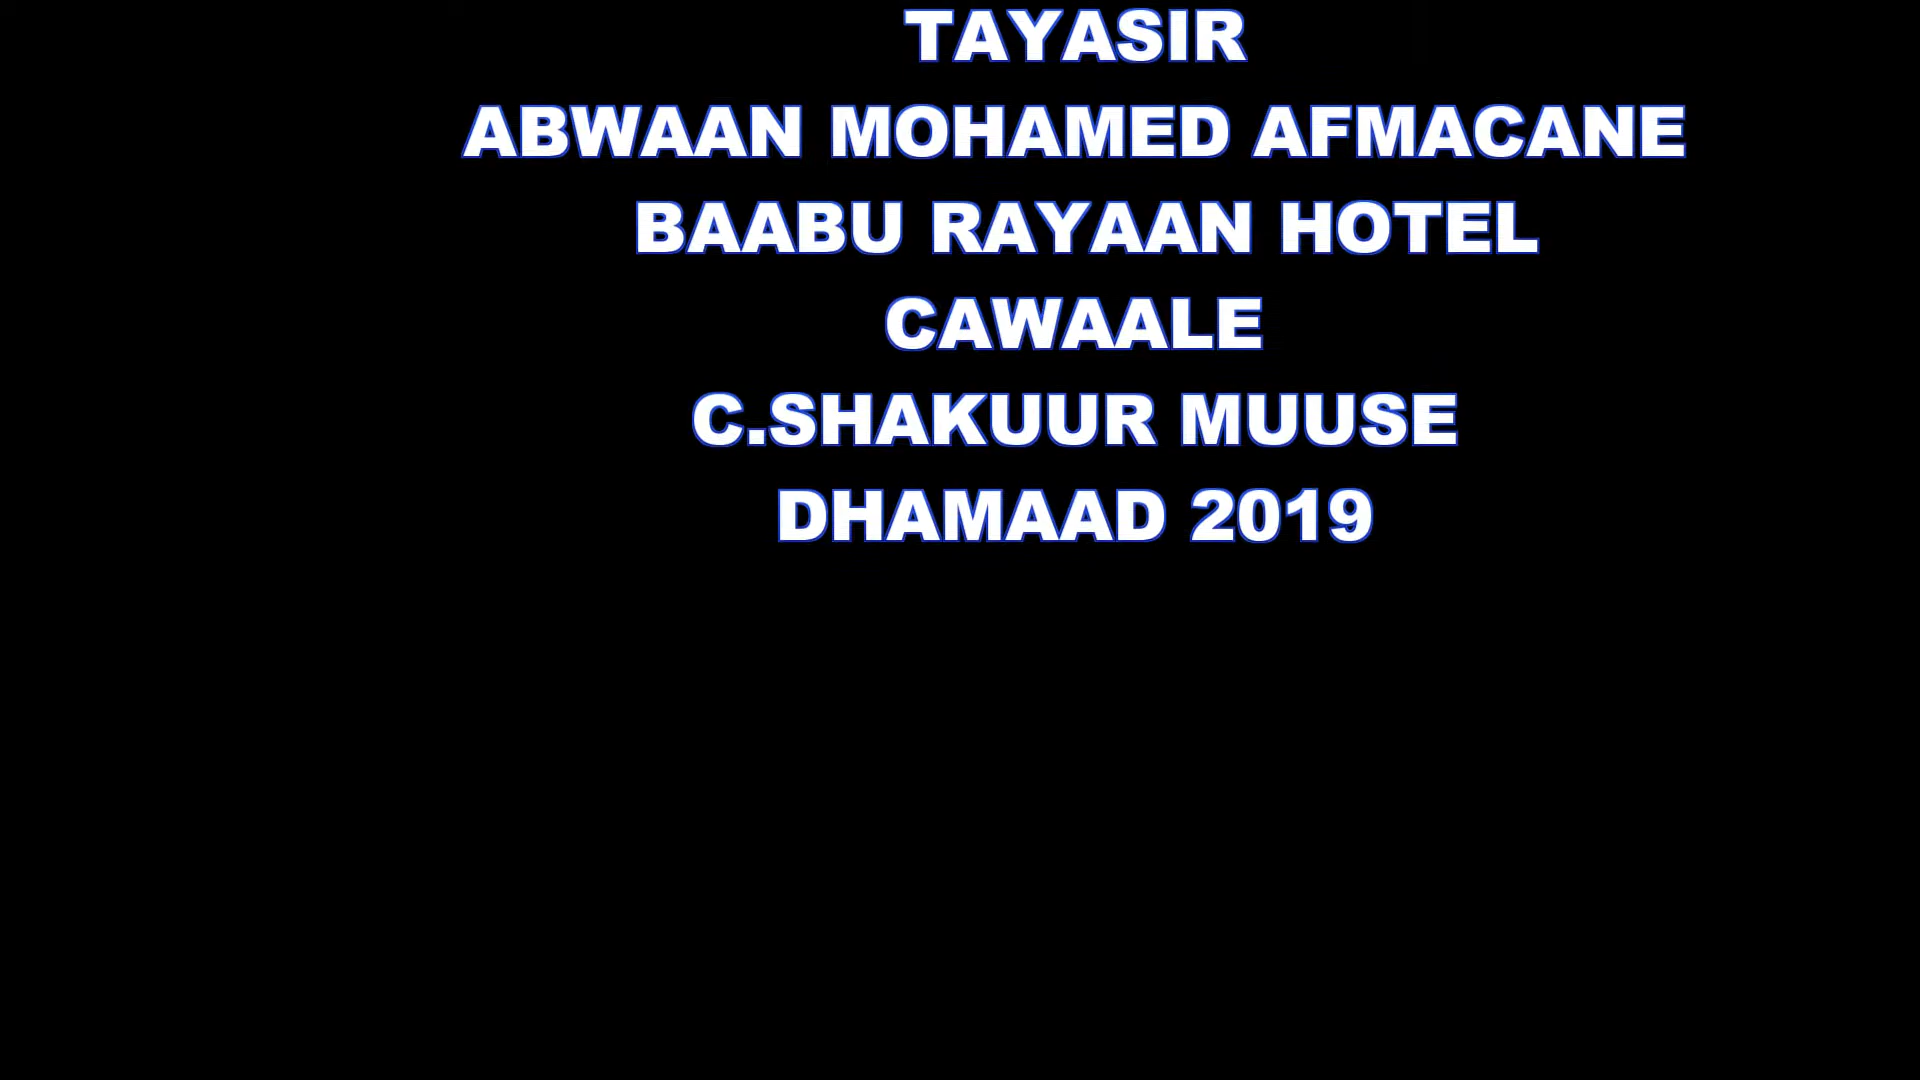 TAYASIR
ABWAAN MOHAMED AFMACANE
BAABU RAYAAN HOTEL
CAWAALE
C.SHAKUUR MUUSE
DHAMAAD 2019